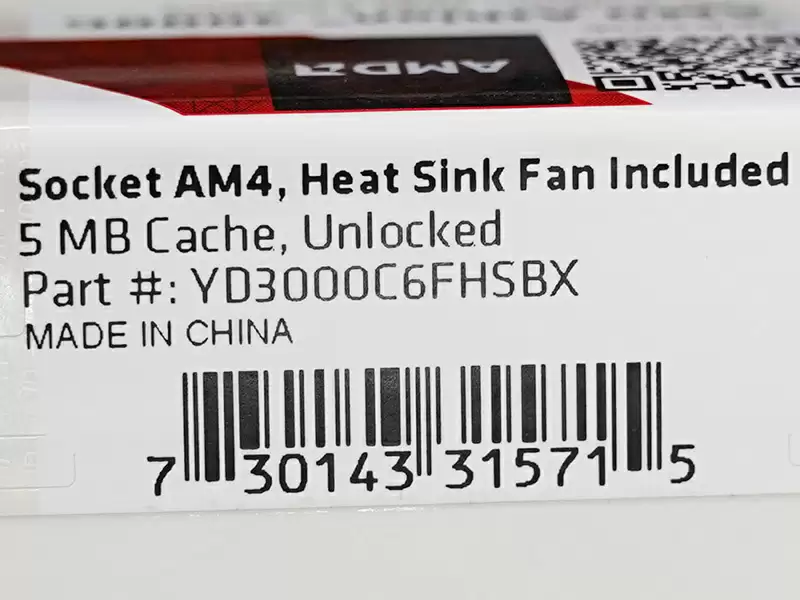 AMD
Socket AM4, Heat Sink Fan Included
5 MB Cache, Unlocked
Part #: YD3000C6FHSBX
MADE IN CHINA
7 30143 31571 5